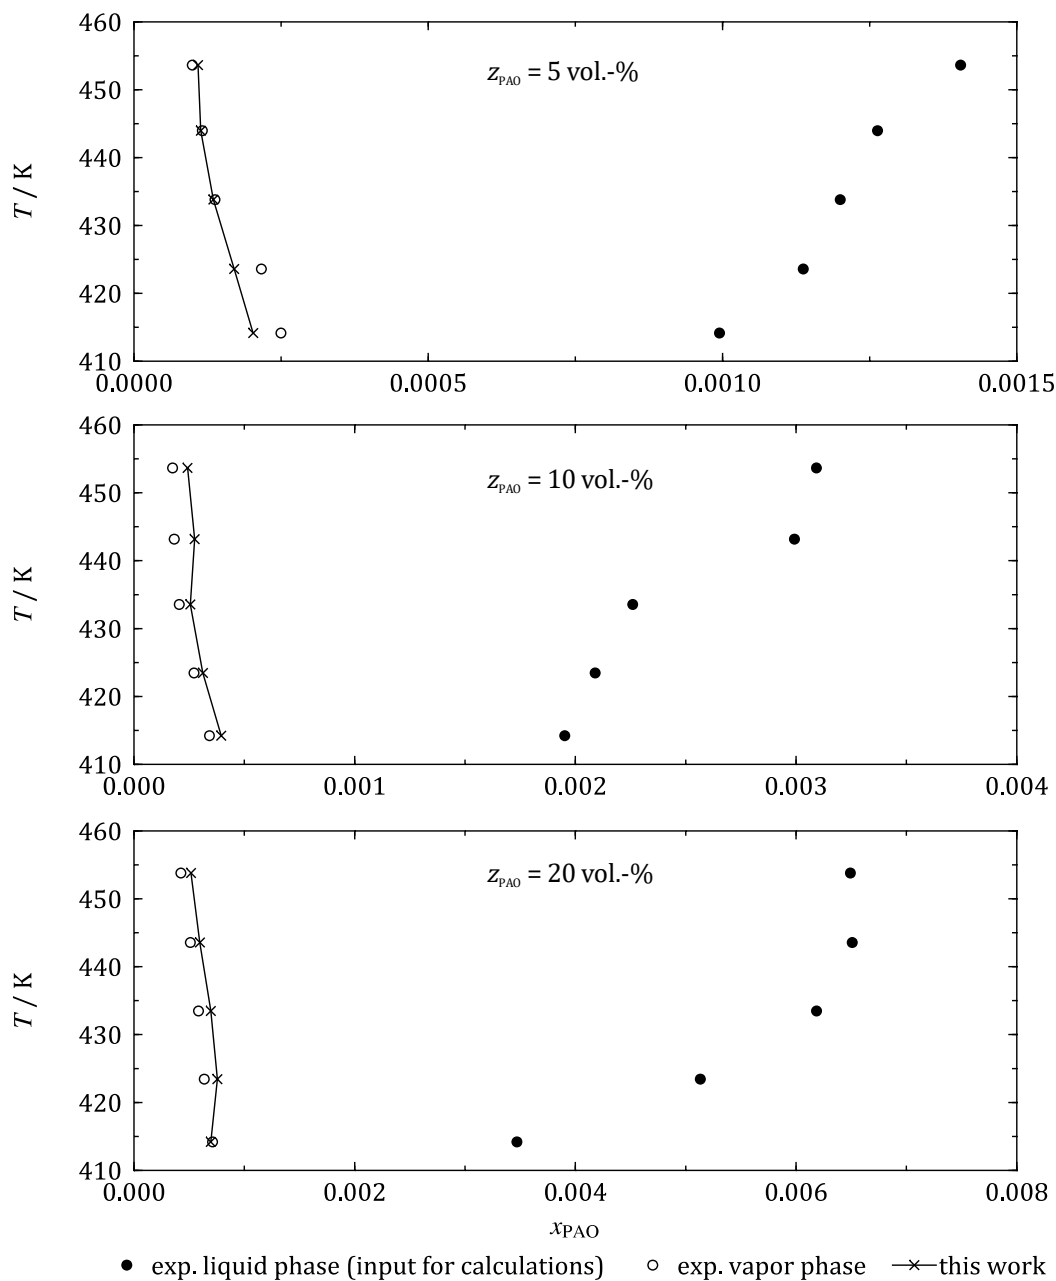 460
450
440
430
420
410
T / K
z_PAO = 5 vol.-%
0.0000 0.0005 0.0010 0.0015
460
450
440
430
420
410
T / K
z_PAO = 10 vol.-%
0.000 0.001 0.002 0.003 0.004
460
450
440
430
420
410
T / K
z_PAO = 20 vol.-%
0.000 0.002 0.004 0.006 0.008
x_PAO
exp. liquid phase (input for calculations) exp. vapor phase this work